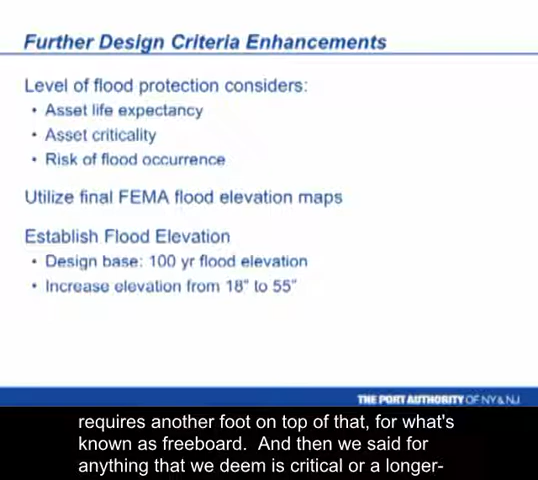 Further Design Criteria Enhancements
Level of flood protection considers:
• Asset life expectancy
• Asset criticality
• Risk of flood occurrence
Utilize final FEMA flood elevation maps
Establish Flood Elevation
• Design base: 100 yr flood elevation
• Increase elevation from 18" to 55"
THE PORT AUTHORITY OF NY & NJ
requires another foot on top of that, for what's
known as freeboard.  And then we said for
anything that we deem is critical or a longer-